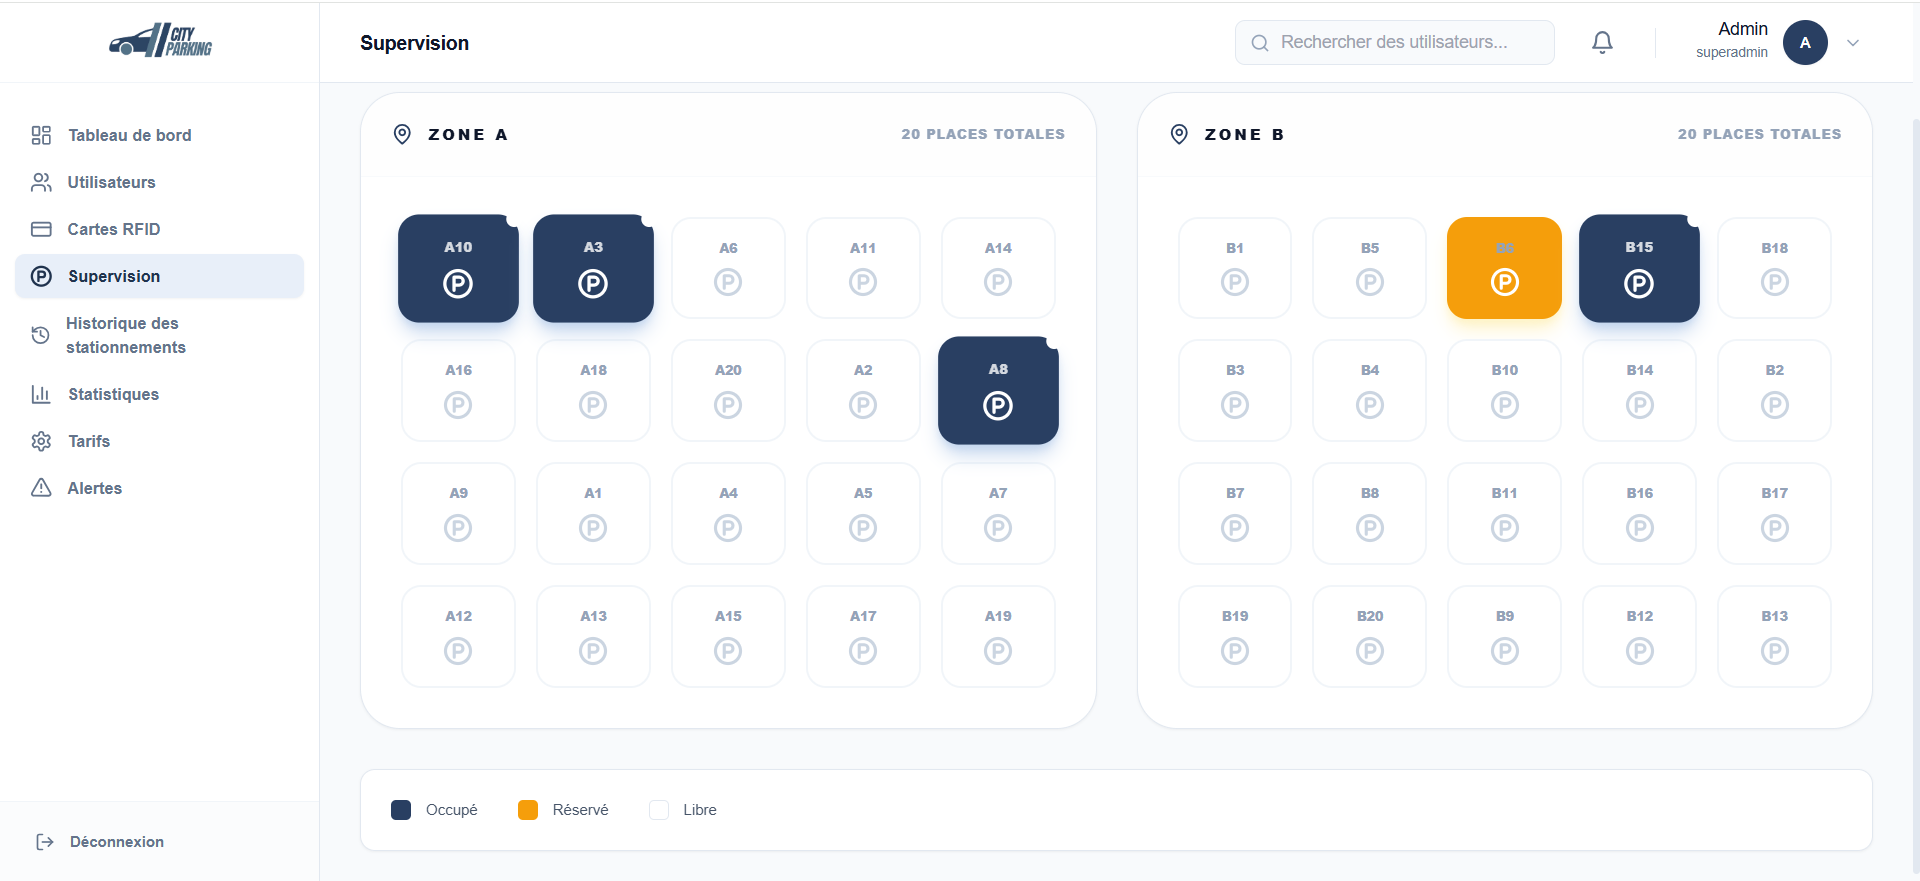 CITY
PARKING
Supervision
Rechercher des utilisateurs...
Admin
superadmin
A
Tableau de bord
Utilisateurs
Cartes RFID
Supervision
Historique des
stationnements
Statistiques
Tarifs
Alertes
Déconnexion
ZONE A
20 PLACES TOTALES
A10 A3 A6 A11 A14
P P P P P
A16 A18 A20 A2 A8
P P P P P
A9 A1 A4 A5 A7
P P P P P
A12 A13 A15 A17 A19
P P P P P
ZONE B
20 PLACES TOTALES
B1 B5 B6 B15 B18
P P P P P
B3 B4 B10 B14 B2
P P P P P
B7 B8 B11 B16 B17
P P P P P
B19 B20 B9 B12 B13
P P P P P
Occupé
Réservé
Libre